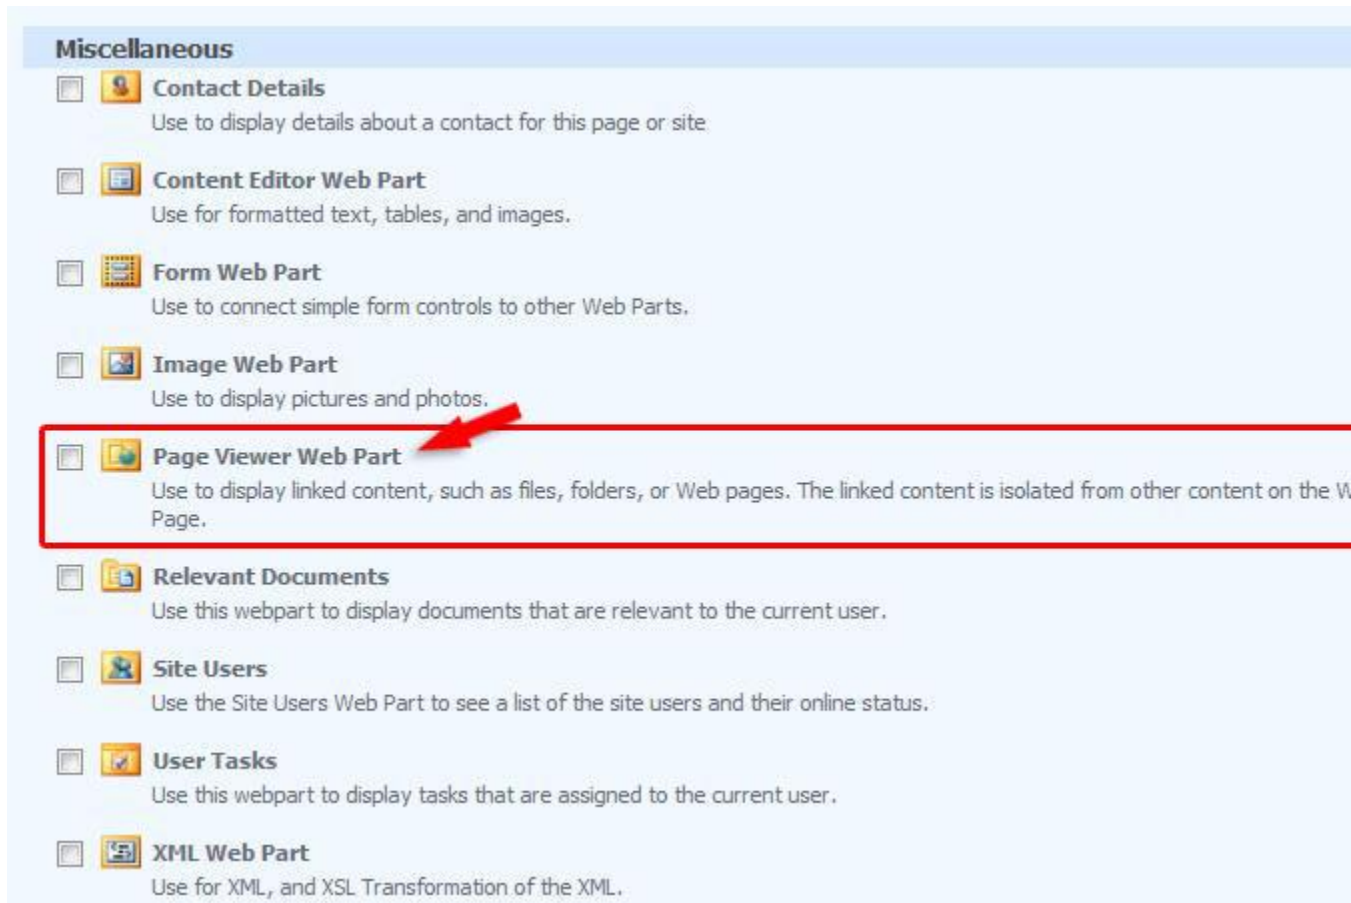 Miscellaneous
Contact Details
Use to display details about a contact for this page or site
Content Editor Web Part
Use for formatted text, tables, and images.
Form Web Part
Use to connect simple form controls to other Web Parts.
Image Web Part
Use to display pictures and photos.
Page Viewer Web Part
Use to display linked content, such as files, folders, or Web pages. The linked content is isolated from other content on the
Page.
Relevant Documents
Use this webpart to display documents that are relevant to the current user.
Site Users
Use the Site Users Web Part to see a list of the site users and their online status.
User Tasks
Use this webpart to display tasks that are assigned to the current user.
XML Web Part
Use for XML, and XSL Transformation of the XML.